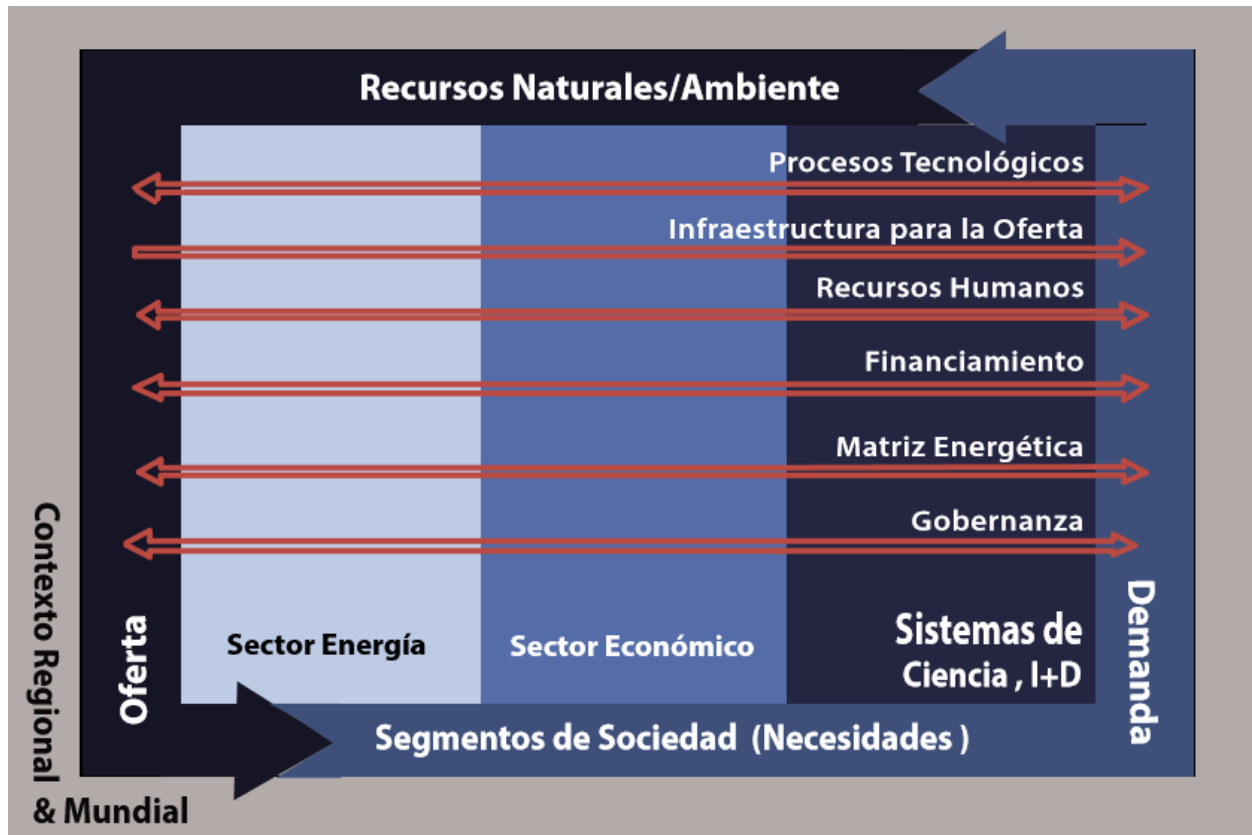 Recursos Naturales/Ambiente
Procesos Tecnológicos
Infraestructura para la Oferta
Recursos Humanos
Financiamiento
Matriz Energética
Gobernanza
Contexto Regional
& Mundial
Oferta
Sector Energía
Sector Económico
Sistemas de
Ciencia , I+D
Demanda
Segmentos de Sociedad (Necesidades )